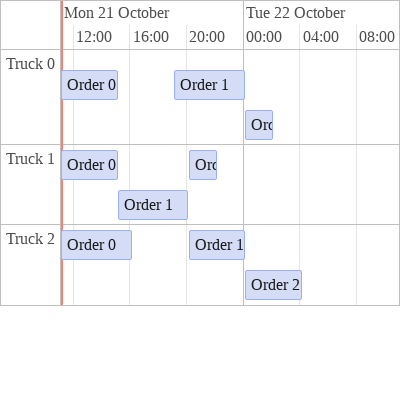 Mon 21 October Tue 22 October
12:00 16:00 20:00 00:00 04:00 08:00
Truck 0
Order 0 Order 1
Truck 1
Order 0
Order 1
Truck 2
Order 0 Order 1
Order 2